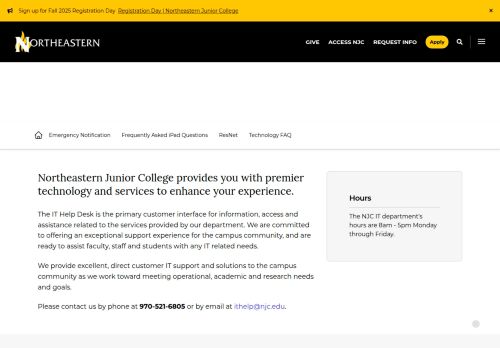 Sign up for Fall 2025 Registration Day Registration Day | Northeastern Junior College ×
NORTHEASTERN GIVE ACCESS NJC REQUEST INFO Apply
Emergency Notification Frequently Asked iPad Questions ResNet Technology FAQ
Northeastern Junior College provides you with premier
technology and services to enhance your experience.
The IT Help Desk is the primary customer interface for information, access and
assistance related to the services provided by our department. We are committed
to offering an exceptional support experience for the campus community, and are
ready to assist faculty, staff and students with any IT related needs.
We provide excellent, direct customer IT support and solutions to the campus
community as we work toward meeting operational, academic and research needs
and goals.
Please contact us by phone at 970-521-6805 or by email at ithelp@njc.edu.
Hours
The NJC IT department's
hours are 8am - 5pm Monday
through Friday.